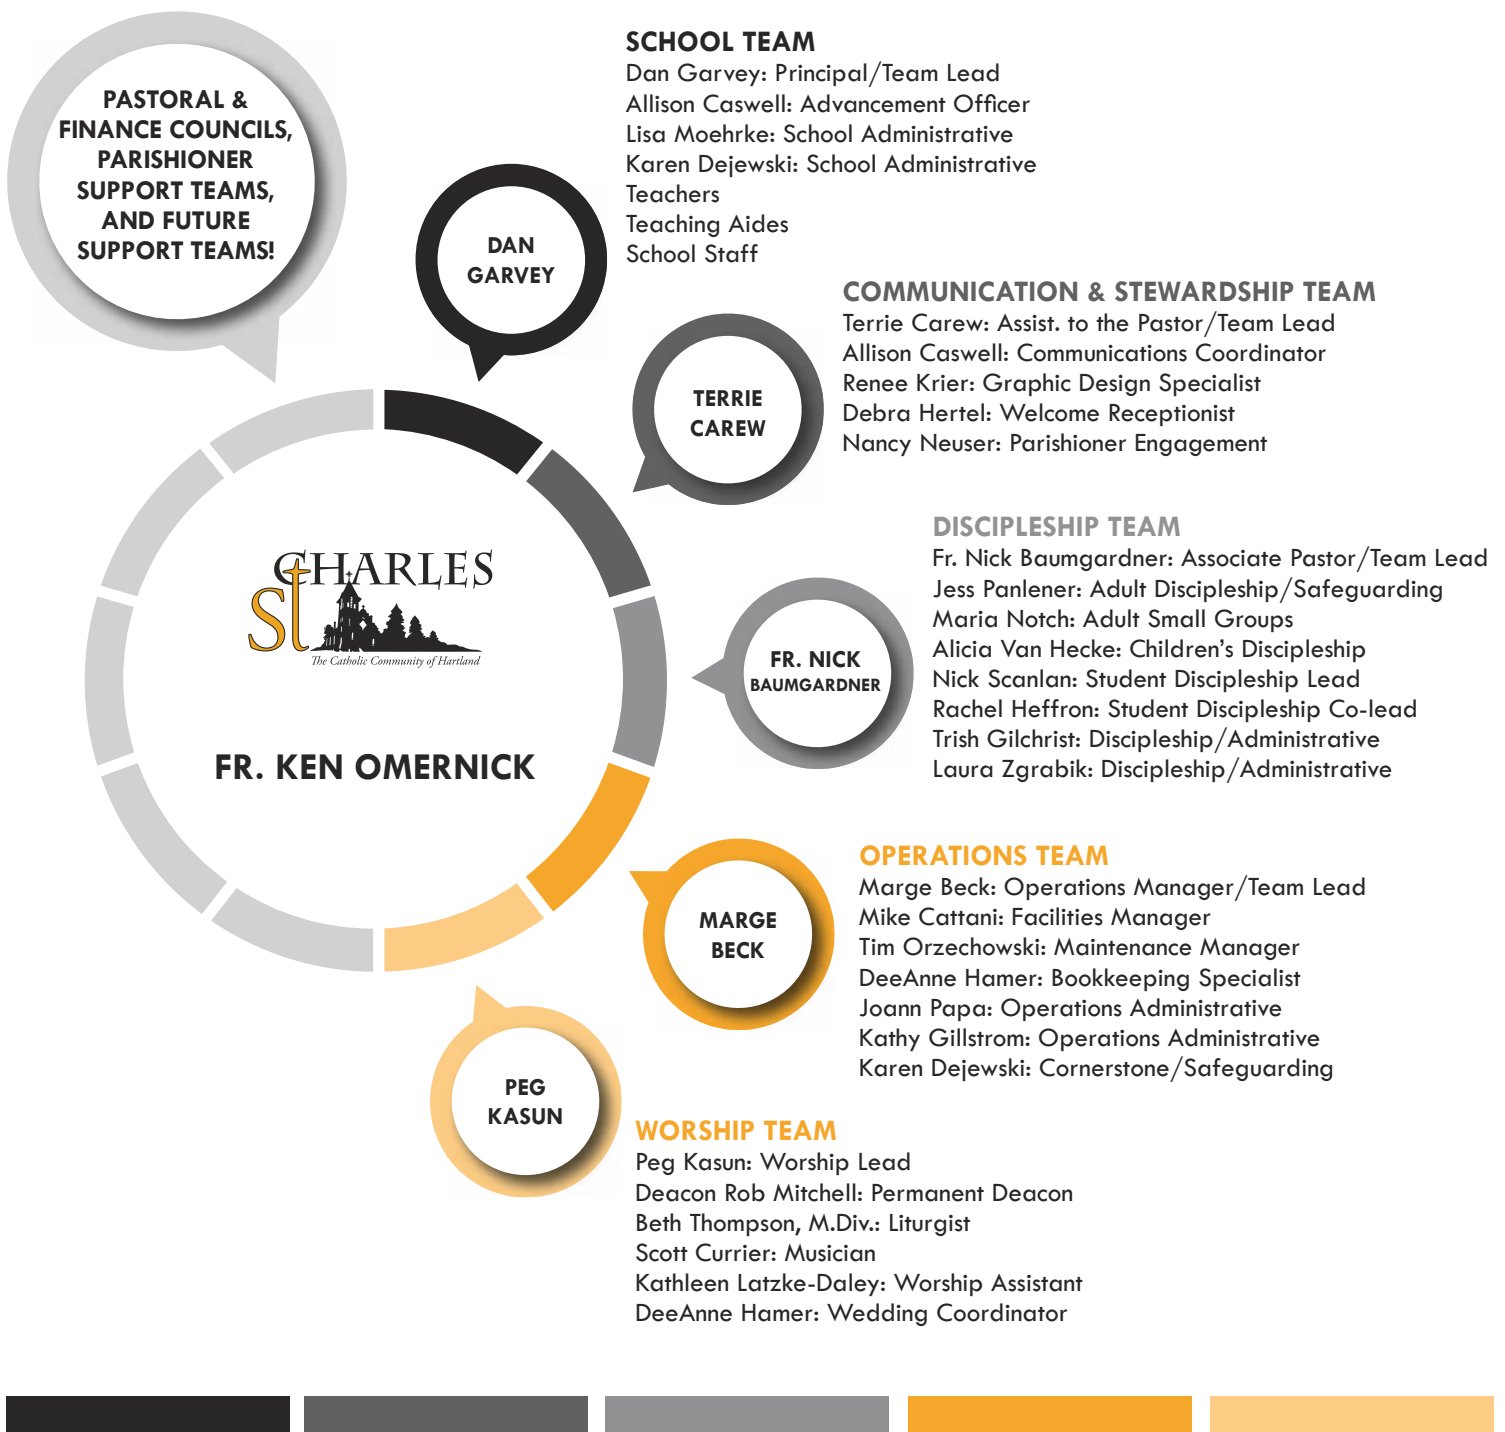 PASTORAL &
FINANCE COUNCILS,
PARISHIONER
SUPPORT TEAMS,
AND FUTURE
SUPPORT TEAMS!
SCHOOL TEAM
Dan Garvey: Principal/Team Lead
Allison Caswell: Advancement Officer
Lisa Moehrke: School Administrative
Karen Dejewski: School Administrative
Teachers
Teaching Aides
School Staff
DAN
GARVEY
COMMUNICATION & STEWARDSHIP TEAM
Terrie Carew: Assist. to the Pastor/Team Lead
Allison Caswell: Communications Coordinator
Renee Krier: Graphic Design Specialist
Debra Hertel: Welcome Receptionist
Nancy Neuser: Parishioner Engagement
TERRIE
CAREW
DISCIPLESHIP TEAM
Fr. Nick Baumgardner: Associate Pastor/Team Lead
Jess Panlener: Adult Discipleship/Safeguarding
Maria Notch: Adult Small Groups
Alicia Van Hecke: Children’s Discipleship
Nick Scanlan: Student Discipleship Lead
Rachel Heffron: Student Discipleship Co-lead
Trish Gilchrist: Discipleship/Administrative
Laura Zgrabik: Discipleship/Administrative
FR. NICK
BAUMGARDNER
St CHARLES
The Catholic Community of Hartland
FR. KEN OMERNICK
OPERATIONS TEAM
Marge Beck: Operations Manager/Team Lead
Mike Cattani: Facilities Manager
Tim Orzechowski: Maintenance Manager
DeeAnne Hamer: Bookkeeping Specialist
Joann Papa: Operations Administrative
Kathy Gillstrom: Operations Administrative
Karen Dejewski: Cornerstone/Safeguarding
MARGE
BECK
PEG
KASUN
WORSHIP TEAM
Peg Kasun: Worship Lead
Deacon Rob Mitchell: Permanent Deacon
Beth Thompson, M.Div.: Liturgist
Scott Currier: Musician
Kathleen Latzke-Daley: Worship Assistant
DeeAnne Hamer: Wedding Coordinator